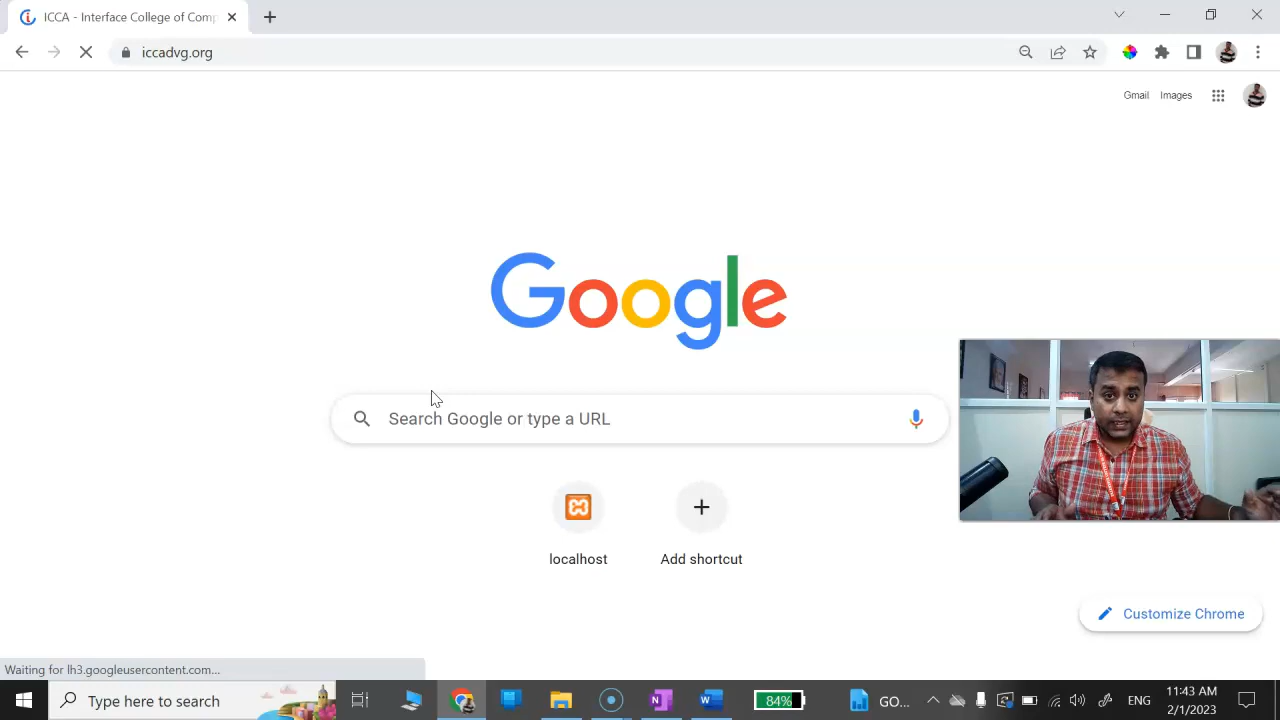 ICCA - Interface College of Comp
iccadvg.org
Gmail Images
Google
Search Google or type a URL
localhost
Add shortcut
Customize Chrome
Waiting for lh3.googleusercontent.com...
Type here to search
84%
GO...
ENG
11:43 AM
2/1/2023